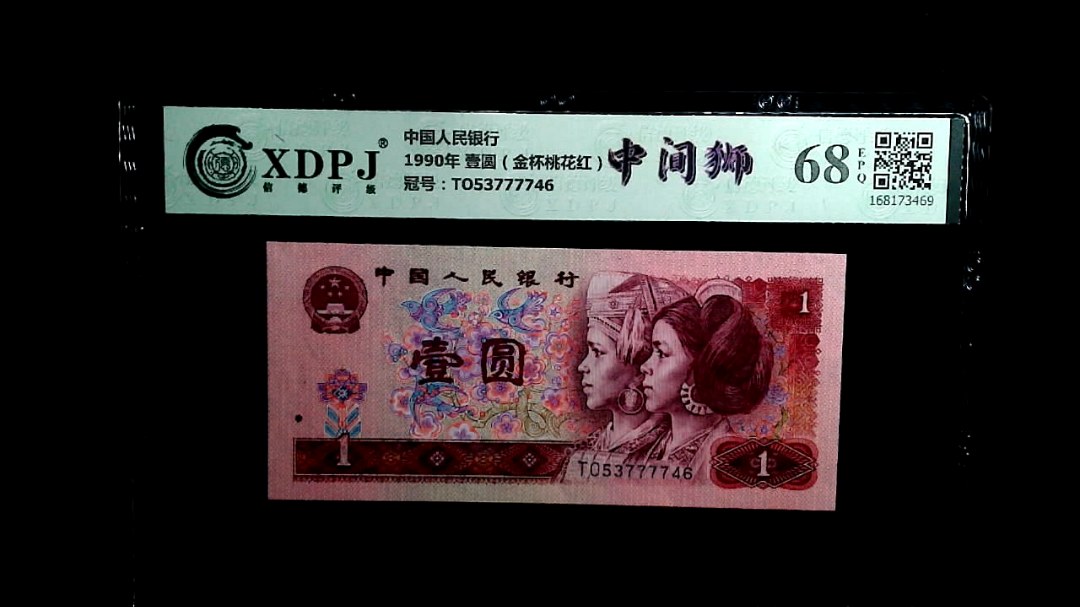 XDPJ®
信德评级
中国人民银行
1990年 壹圆（金杯桃花红）
冠号：TO53777746
中间狮
68
EPQ
168173469
中国人民银行
1
壹圆
1
TO53777746
1